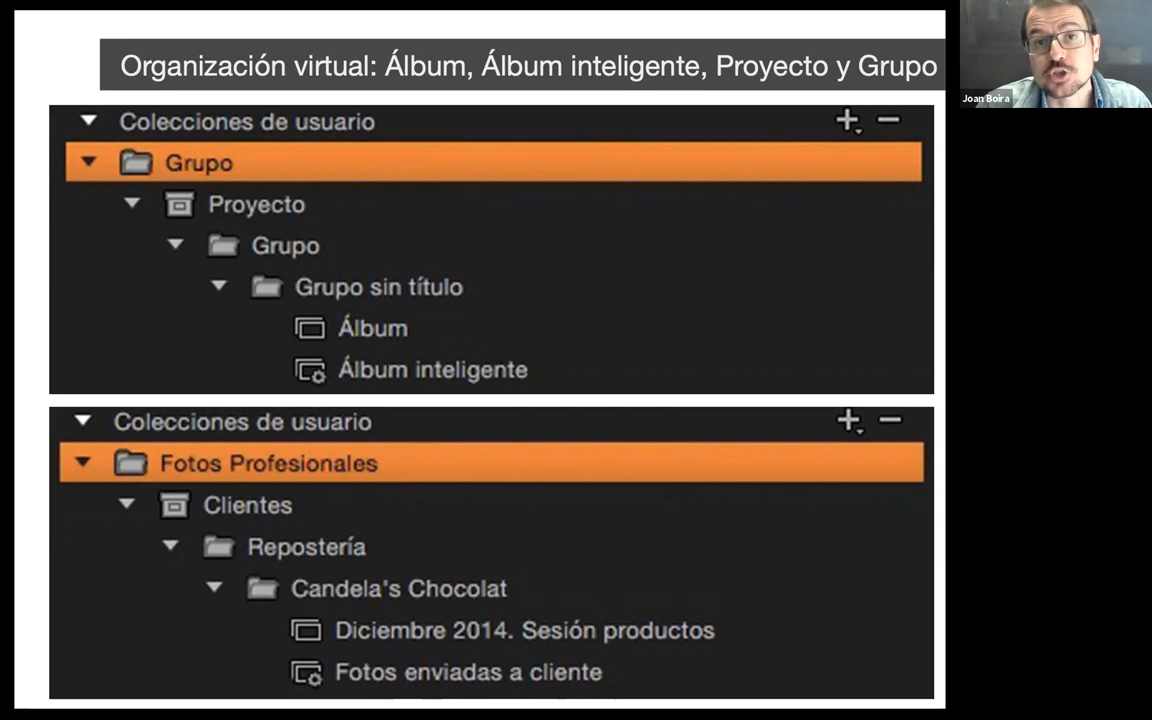 Organización virtual: Álbum, Álbum inteligente, Proyecto y Grupo
Joan Boira
Colecciones de usuario
Grupo
Proyecto
Grupo
Grupo sin título
Álbum
Álbum inteligente
Colecciones de usuario
Fotos Profesionales
Clientes
Repostería
Candela's Chocolat
Diciembre 2014. Sesión productos
Fotos enviadas a cliente